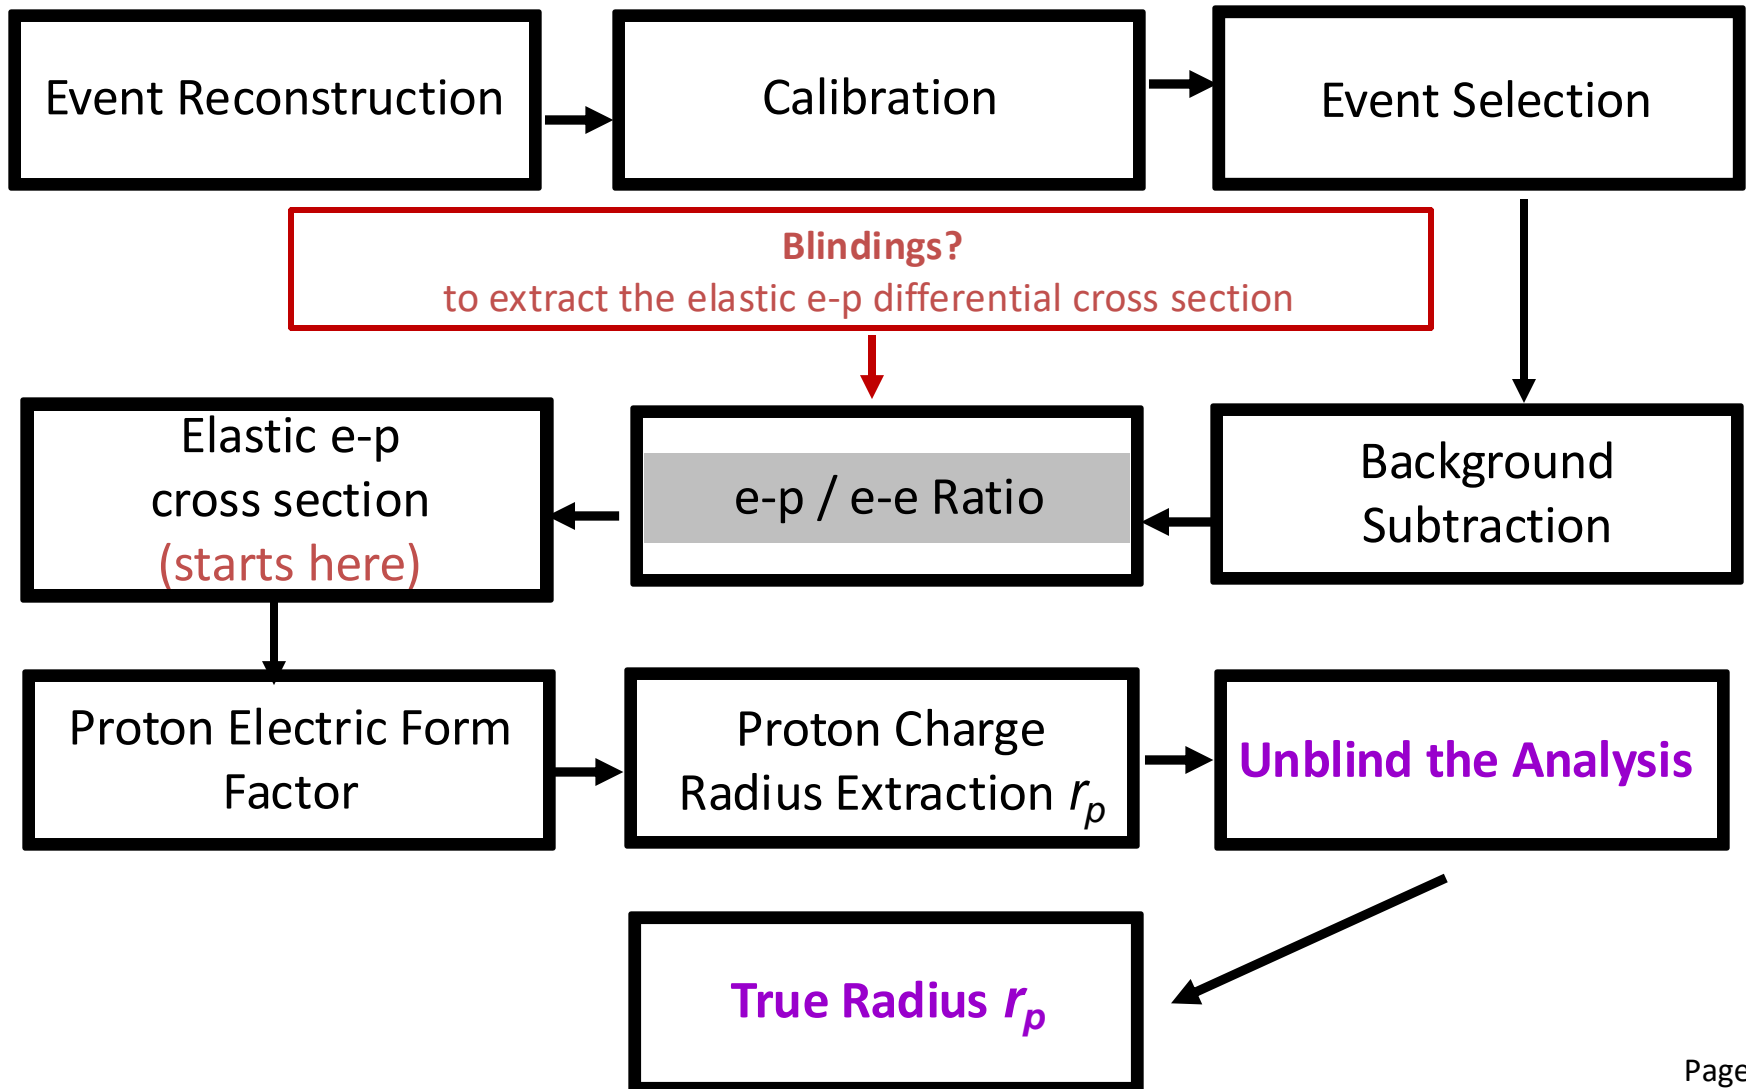 Event Reconstruction
Calibration
Event Selection
Blindings?
to extract the elastic e-p differential cross section
Elastic e-p
cross section
(starts here)
e-p / e-e Ratio
Background
Subtraction
Proton Electric Form
Factor
Proton Charge
Radius Extraction rₚ
Unblind the Analysis
True Radius rₚ
Page